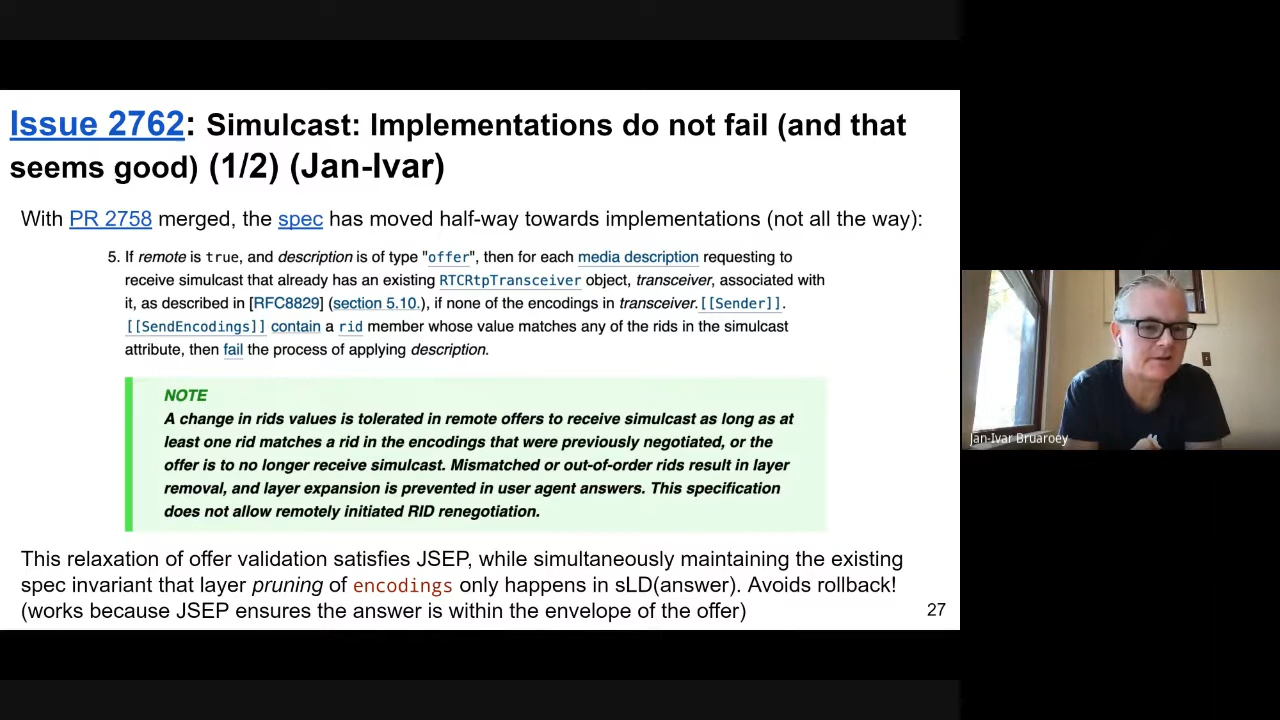 Issue 2762: Simulcast: Implementations do not fail (and that
seems good) (1/2) (Jan-Ivar)
With PR 2758 merged, the spec has moved half-way towards implementations (not all the way):
5. If remote is true, and description is of type "offer", then for each media description requesting to
receive simulcast that already has an existing RTCRtpTransceiver object, transceiver, associated with
it, as described in [RFC8829] (section 5.10.), if none of the encodings in transceiver.[[Sender]].
[[SendEncodings]] contain a rid member whose value matches any of the rids in the simulcast
attribute, then fail the process of applying description.
NOTE
A change in rids values is tolerated in remote offers to receive simulcast as long as at
least one rid matches a rid in the encodings that were previously negotiated, or the
offer is to no longer receive simulcast. Mismatched or out-of-order rids result in layer
removal, and layer expansion is prevented in user agent answers. This specification
does not allow remotely initiated RID renegotiation.
This relaxation of offer validation satisfies JSEP, while simultaneously maintaining the existing
spec invariant that layer pruning of encodings only happens in sLD(answer). Avoids rollback!
(works because JSEP ensures the answer is within the envelope of the offer)
27
Jan-Ivar Bruaroey